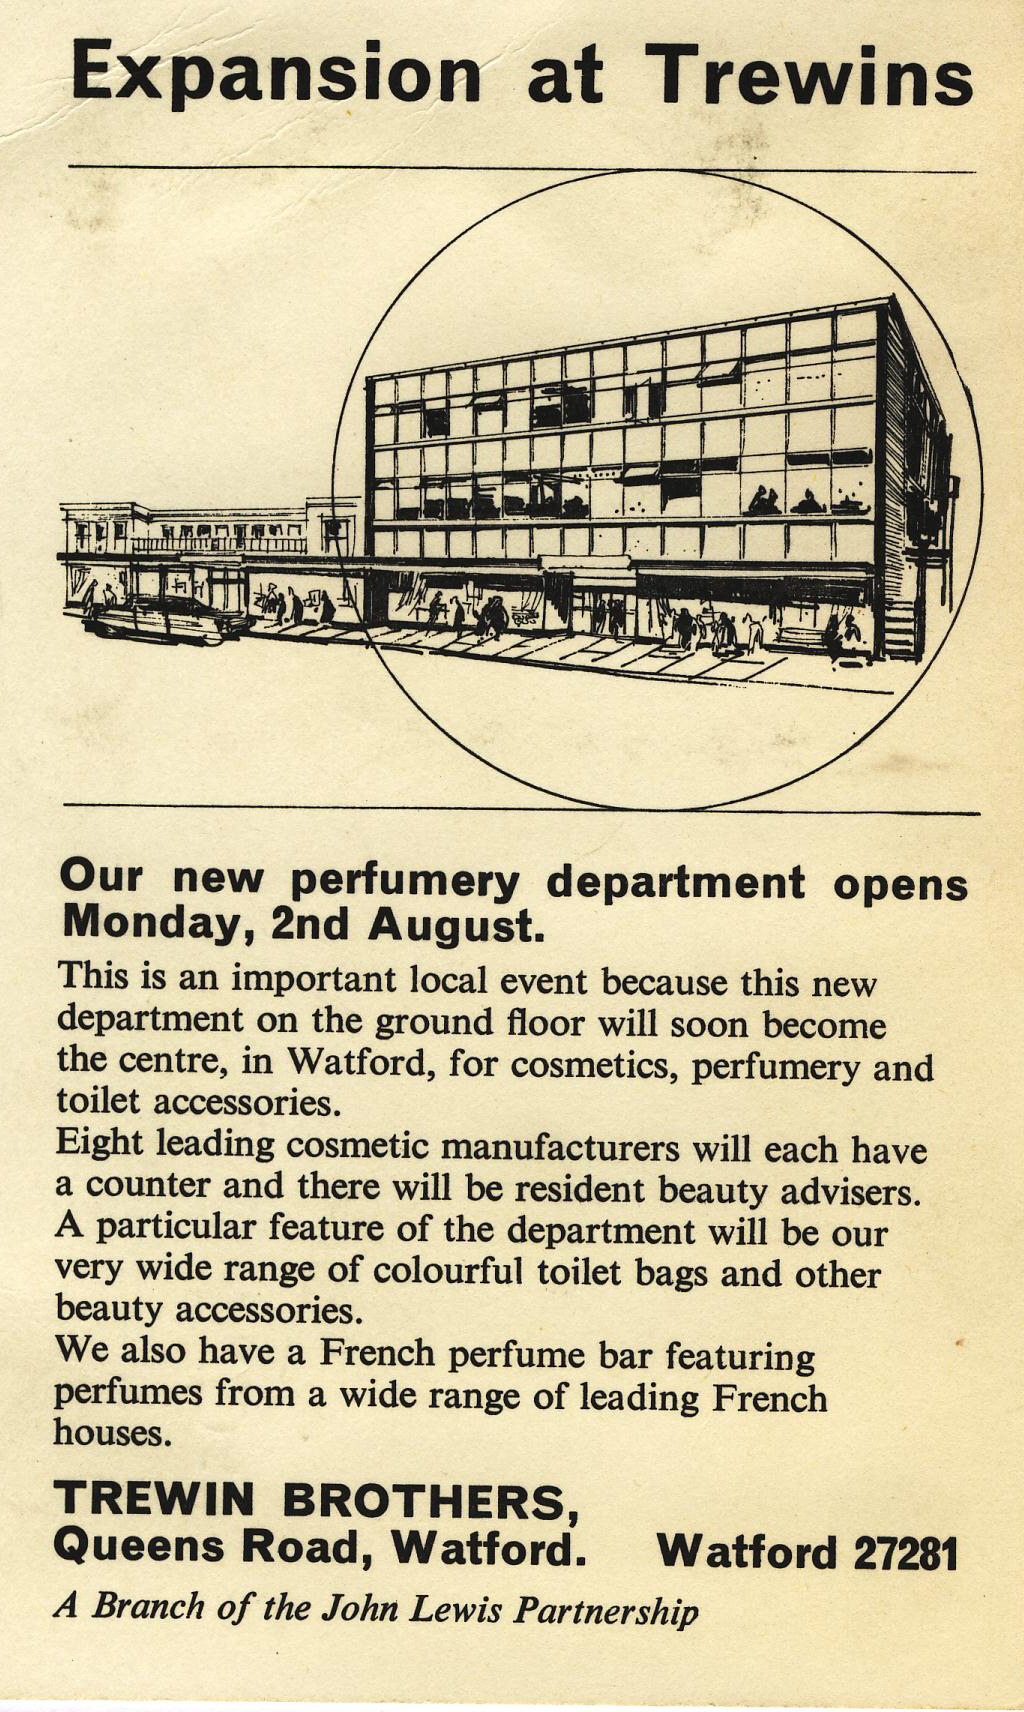 Expansion at Trewins
Our new perfumery department opens
Monday, 2nd August.
This is an important local event because this new
department on the ground floor will soon become
the centre, in Watford, for cosmetics, perfumery and
toilet accessories.
Eight leading cosmetic manufacturers will each have
a counter and there will be resident beauty advisers.
A particular feature of the department will be our
very wide range of colourful toilet bags and other
beauty accessories.
We also have a French perfume bar featuring
perfumes from a wide range of leading French
houses.
TREWIN BROTHERS,
Queens Road, Watford. Watford 27281
A Branch of the John Lewis Partnership